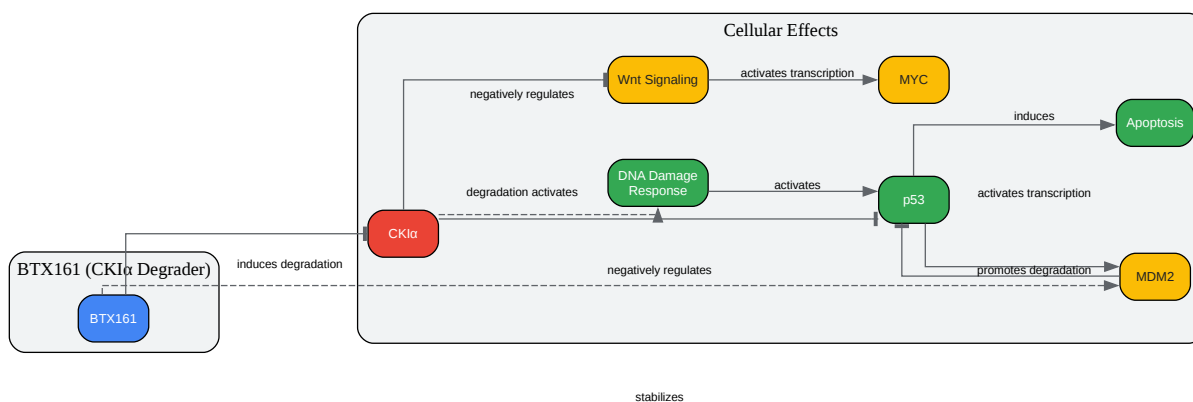 Cellular Effects
Wnt Signaling
activates transcription
MYC
negatively regulates
induces
Apoptosis
DNA Damage
Response
degradation activates
activates
p53
activates transcription
CKIα
BTX161 (CKIα Degrader)
induces degradation
negatively regulates
promotes degradation
MDM2
BTX161
stabilizes